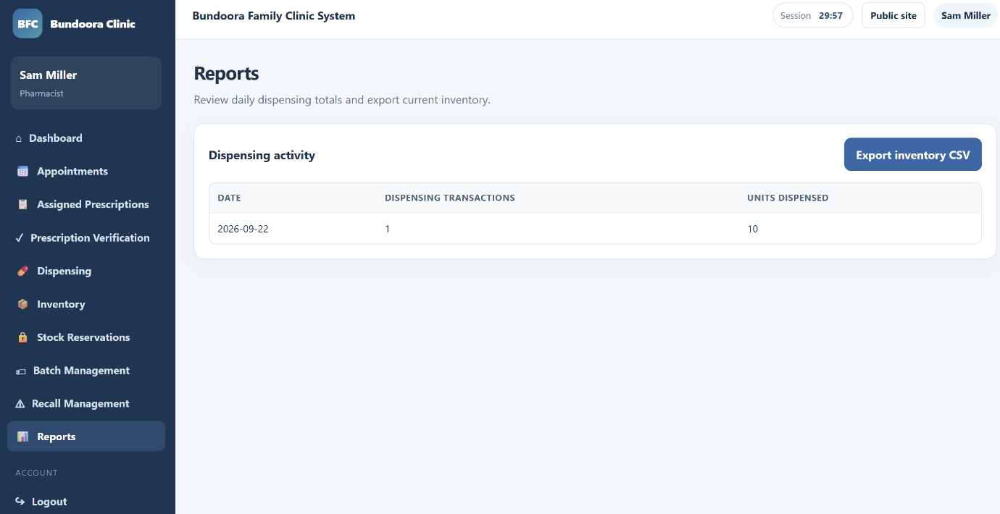 BFC Bundoora Clinic
Sam Miller
Pharmacist
Dashboard
Appointments
Assigned Prescriptions
Prescription Verification
Dispensing
Inventory
Stock Reservations
Batch Management
Recall Management
Reports
ACCOUNT
Logout
Bundoora Family Clinic System
Session 29:57
Public site
Sam Miller
Reports
Review daily dispensing totals and export current inventory.
Dispensing activity
Export inventory CSV
DATE DISPENSING TRANSACTIONS UNITS DISPENSED
2026-09-22 1 10